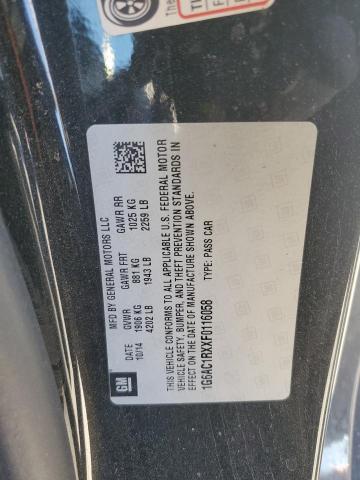 The
TI
F
GM
MFD BY GENERAL MOTORS LLC
DATE GVWR GAWR FRT GAWR RR
10/14 1906 KG 881 KG 1025 KG
4202 LB 1943 LB 2259 LB
THIS VEHICLE CONFORMS TO ALL APPLICABLE U.S. FEDERAL MOTOR
VEHICLE SAFETY, BUMPER, AND THEFT PREVENTION STANDARDS IN
EFFECT ON THE DATE OF MANUFACTURE SHOWN ABOVE.
1G6AC1RXXF0116058 TYPE: PASS CAR